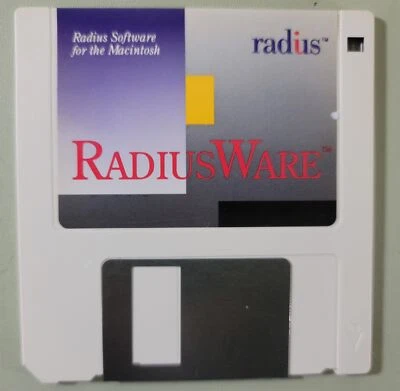 Radius Software
for the Macintosh
radius™
RADIUSWARE™